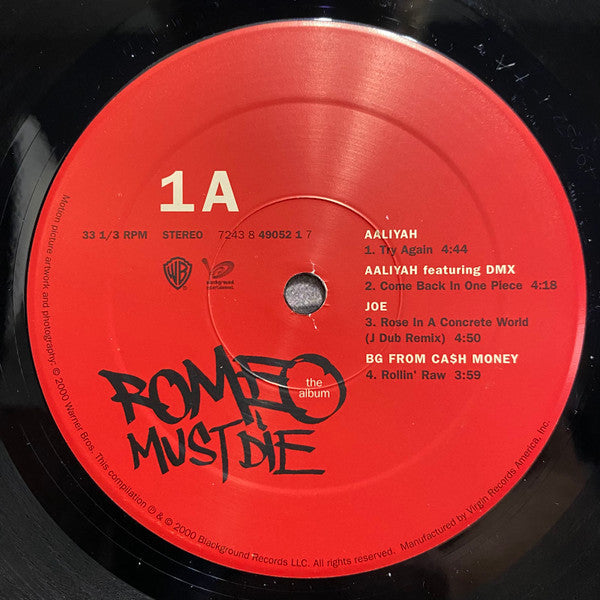 1 A
33 1/3 RPM STEREO 7243 8 49052 1 7
AALIYAH
1. Try Again 4:44
AALIYAH featuring DMX
2. Come Back In One Piece 4:18
JOE
3. Rose In A Concrete World
(J Dub Remix) 4:50
BG FROM CA$H MONEY
4. Rollin' Raw 3:59
WB
ROMEO
MUST DIE
the
album
Motion picture artwork and photography © 2000 Warner Bros. This compilation ℗ & © 2000 Blackground Records LLC. All rights reserved. Manufactured by Virgin Records America, Inc.